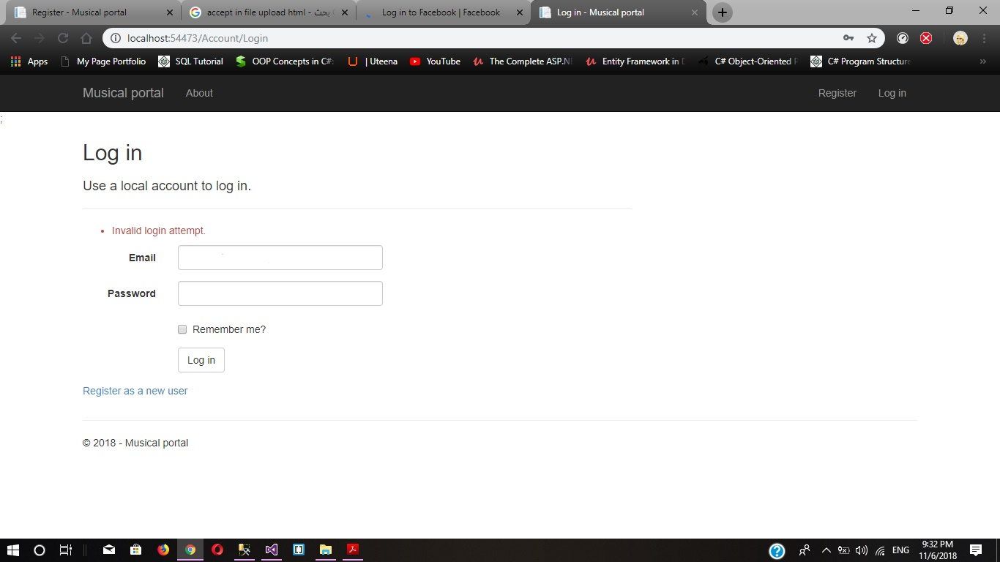 Register - Musical portal
accept in file upload html - بحث
Log in to Facebook | Facebook
Log in - Musical portal
localhost:54473/Account/Login
Apps
My Page Portfolio
SQL Tutorial
OOP Concepts in C#:
U | Uteena
YouTube
The Complete ASP.N
Entity Framework in
C# Object-Oriented
C# Program Structure
»
Musical portal
About
Register
Log in
;
Log in
Use a local account to log in.
• Invalid login attempt.
Email
Password
Remember me?
Log in
Register as a new user
© 2018 - Musical portal
ENG
9:32 PM
11/6/2018